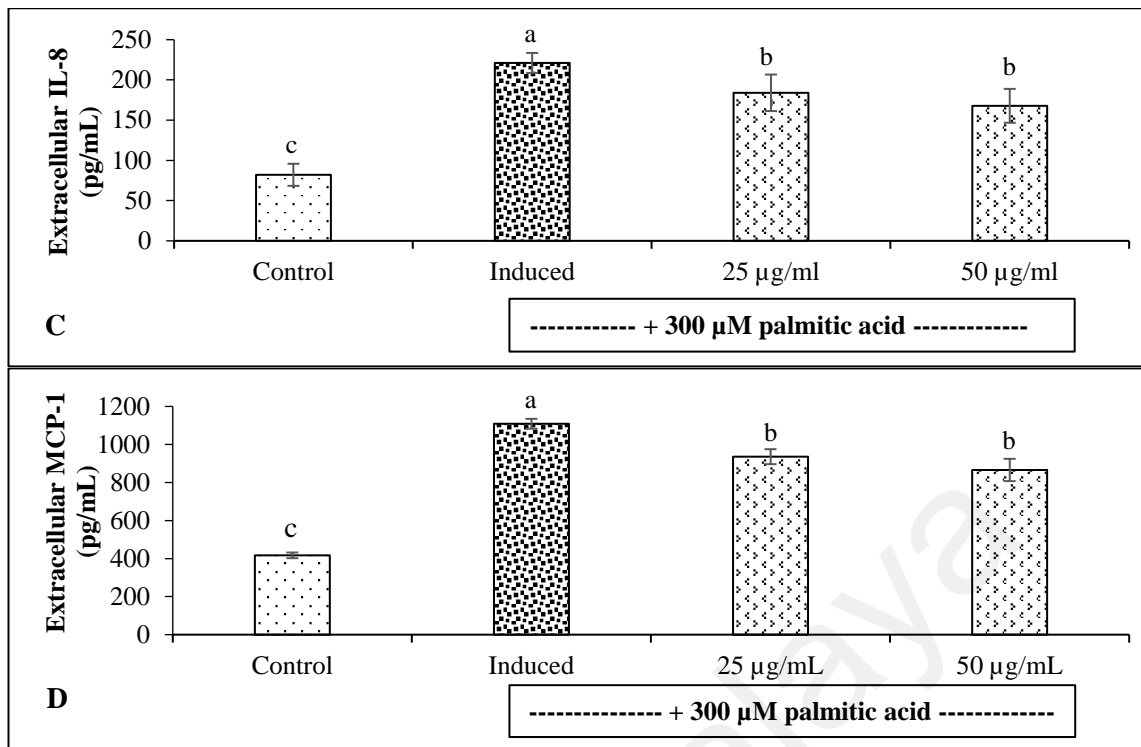 Extracellular IL-8
(pg/mL)
250
200
150
100
50
0
c
a
b
b
Control
Induced
25 µg/ml
50 µg/ml
C
------------ + 300 µM palmitic acid ------------
Extracellular MCP-1
(pg/mL)
1200
1000
800
600
400
200
0
c
a
b
b
Control
Induced
25 µg/mL
50 µg/mL
D
------------ + 300 µM palmitic acid ------------
alaya